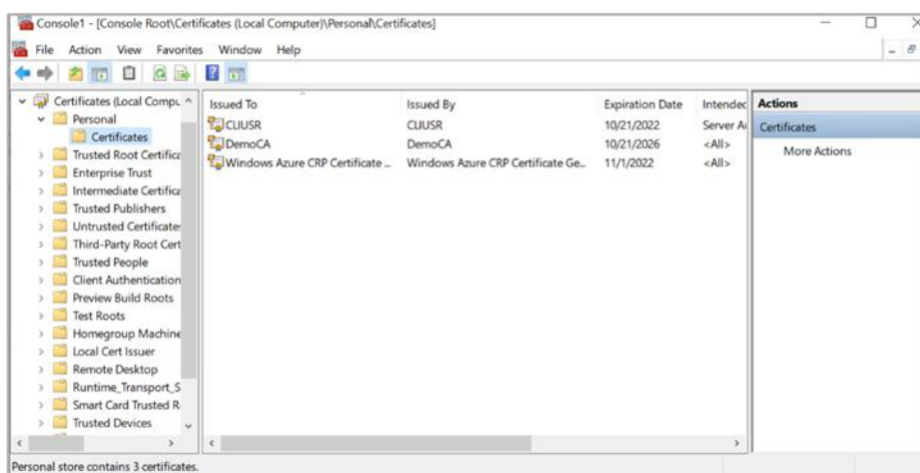 Console1 - [Console Root\Certificates (Local Computer)\Personal\Certificates]
File Action View Favorites Window Help
Certificates (Local Compu
Personal
Certificates
Trusted Root Certifica
Enterprise Trust
Intermediate Certifica
Trusted Publishers
Untrusted Certificates
Third-Party Root Cert
Trusted People
Client Authentication
Preview Build Roots
Test Roots
Homegroup Machine
Local Cert Issuer
Remote Desktop
Runtime_Transport_S
Smart Card Trusted R
Trusted Devices
Issued To Issued By Expiration Date Intended
CLIUSR CLIUSR 10/21/2022 Server Au
DemoCA DemoCA 10/21/2026 <All>
Windows Azure CRP Certificate ... Windows Azure CRP Certificate Ge... 11/1/2022 <All>
Actions
Certificates
More Actions
Personal store contains 3 certificates.